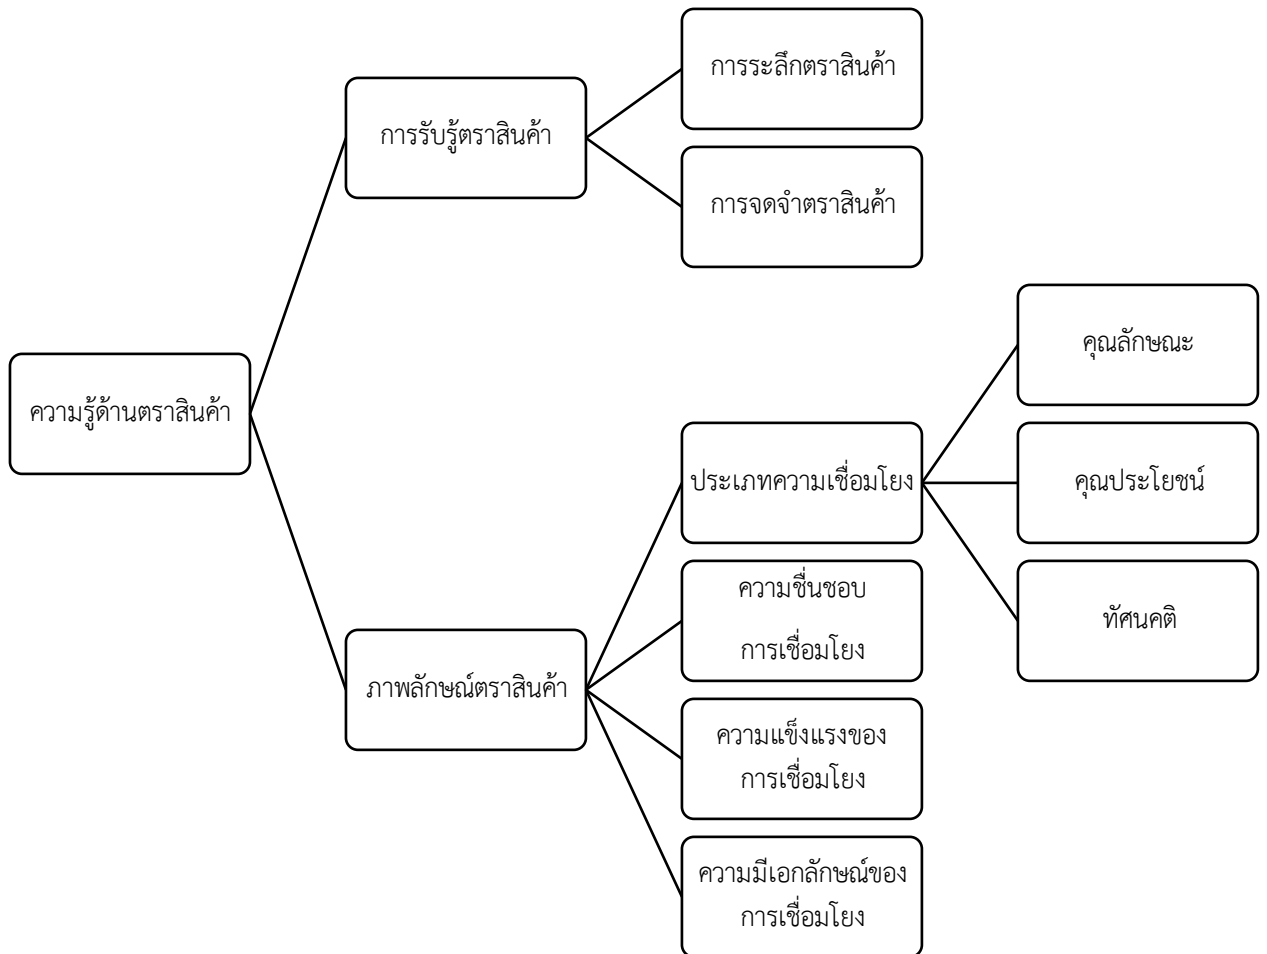 การระลึกตราสินค้า
การรับรู้ตราสินค้า
การจดจำตราสินค้า
คุณลักษณะ
ความรู้ด้านตราสินค้า
ประเภทความเชื่อมโยง
คุณประโยชน์
ความชื่นชอบ
การเชื่อมโยง
ทัศนคติ
ภาพลักษณ์ตราสินค้า
ความแข็งแรงของ
การเชื่อมโยง
ความมีเอกลักษณ์ของ
การเชื่อมโยง